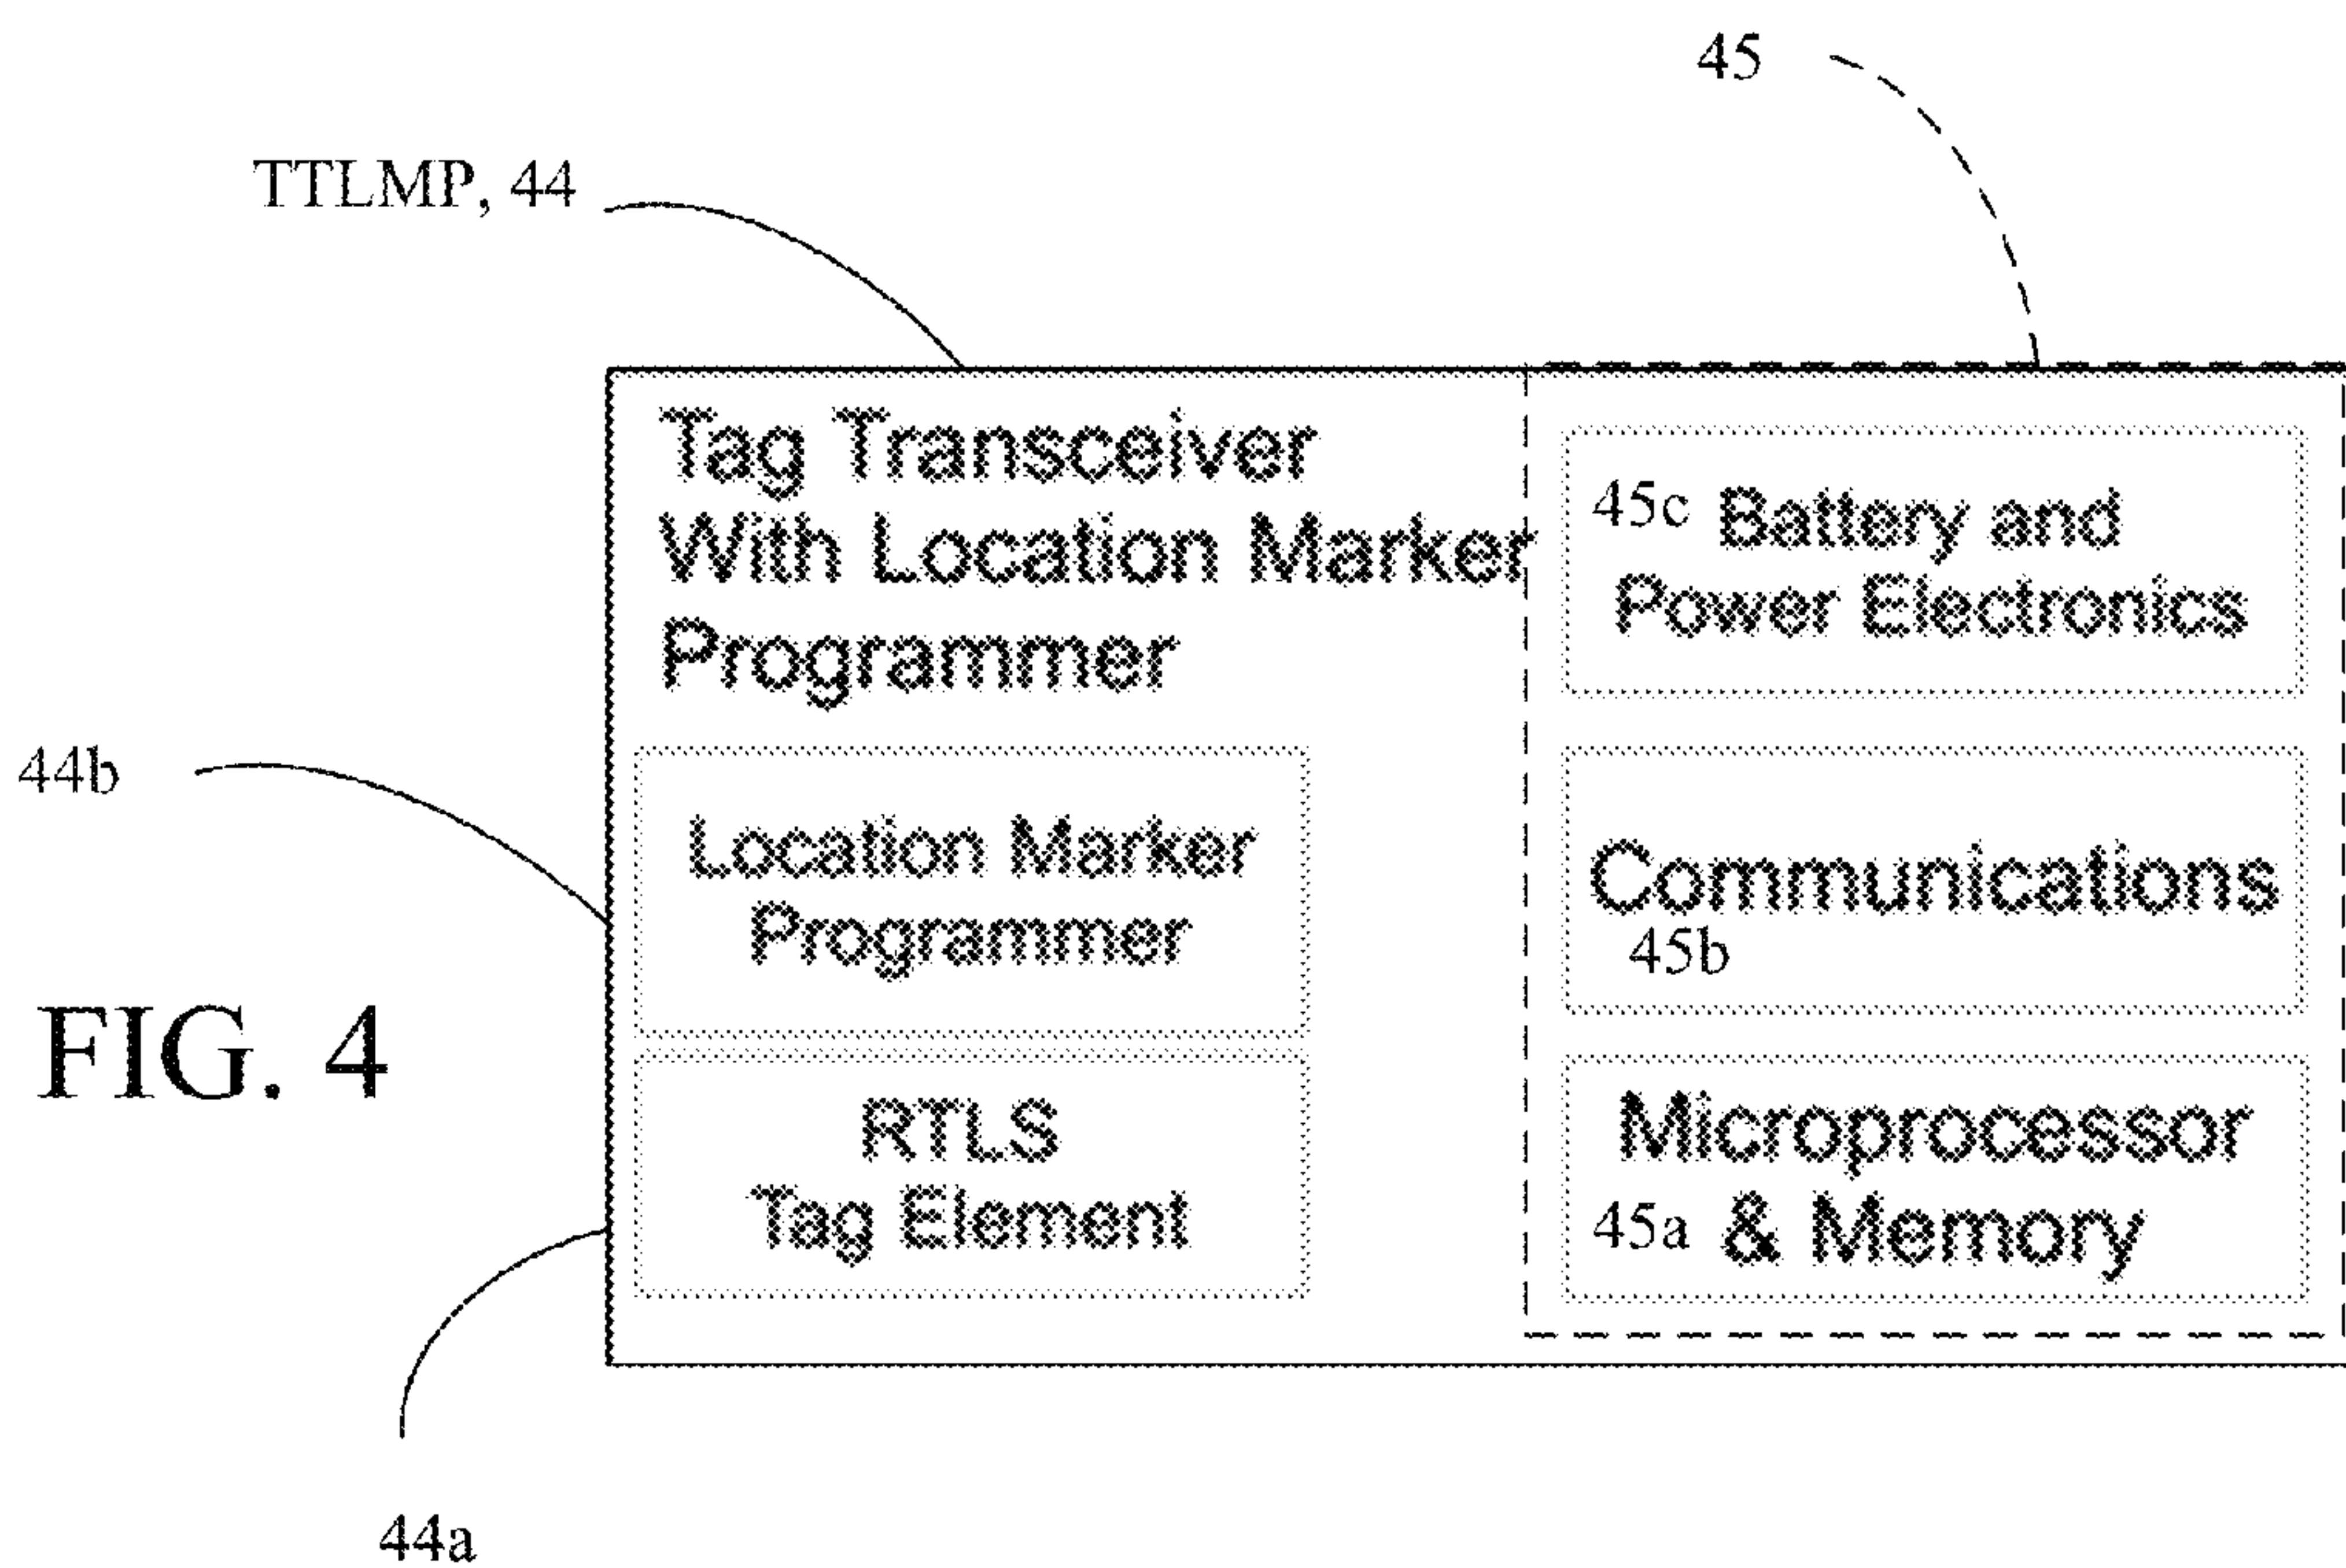 45
TTLMP, 44
Tag Transceiver
With Location Marker
Programmer
45c Battery and
Power Electronics
44b
Location Marker
Programmer
Communications
45b
FIG. 4
RTLS
Tag Element
Microprocessor
45a & Memory
44a